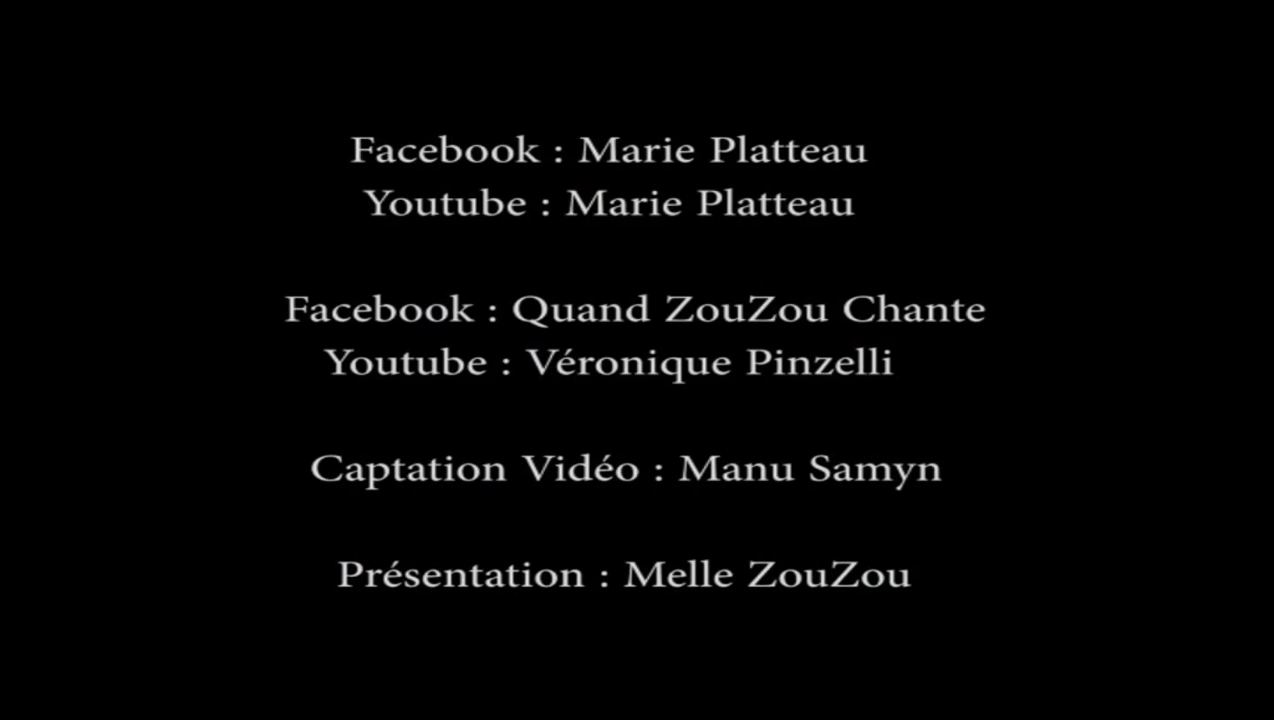 Facebook : Marie Platteau
Youtube : Marie Platteau
Facebook : Quand ZouZou Chante
Youtube : Véronique Pinzelli
Captation Vidéo : Manu Samyn
Présentation : Melle ZouZou